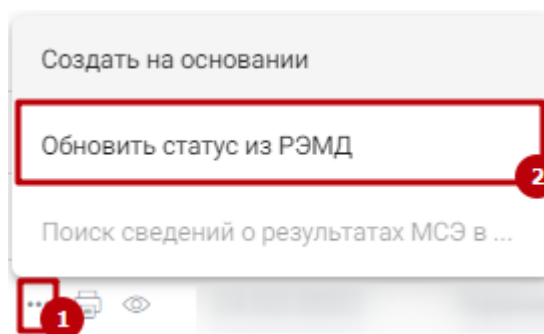 Создать на основании
Обновить статус из РЭМД
2
Поиск сведений о результатах МСЭ в ...
... 1